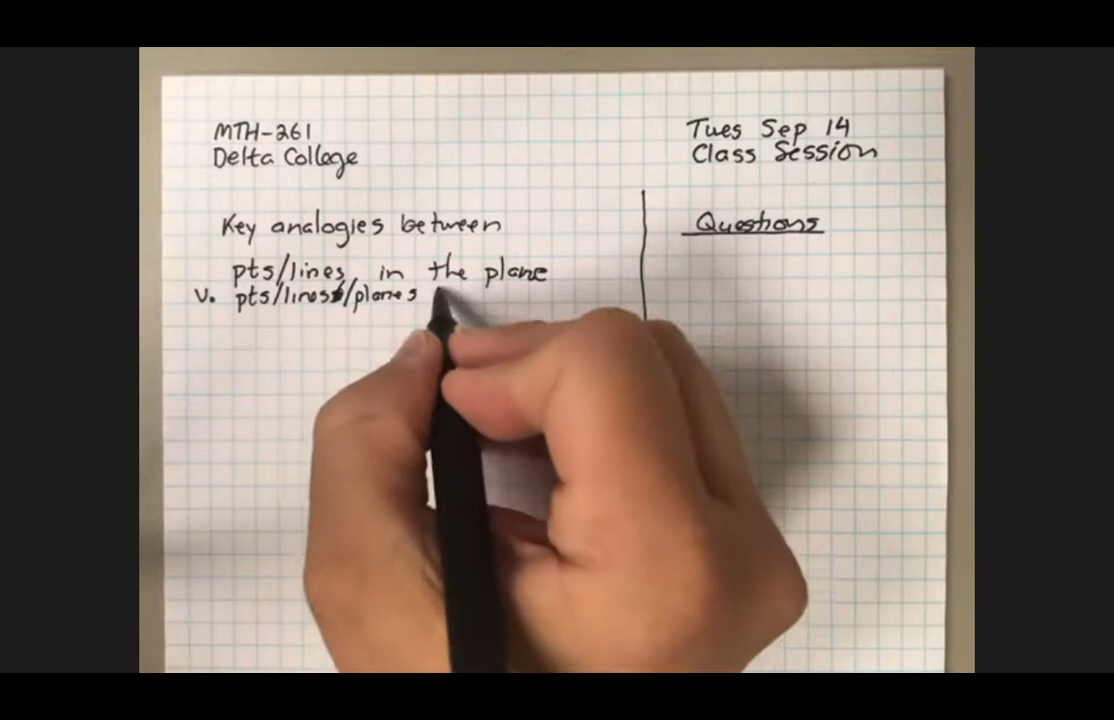 MTH-261
Delta College
Tues Sep 14
Class Session
Key analogies between
pts/lines in the plane
v. pts/lines/planes
Questions